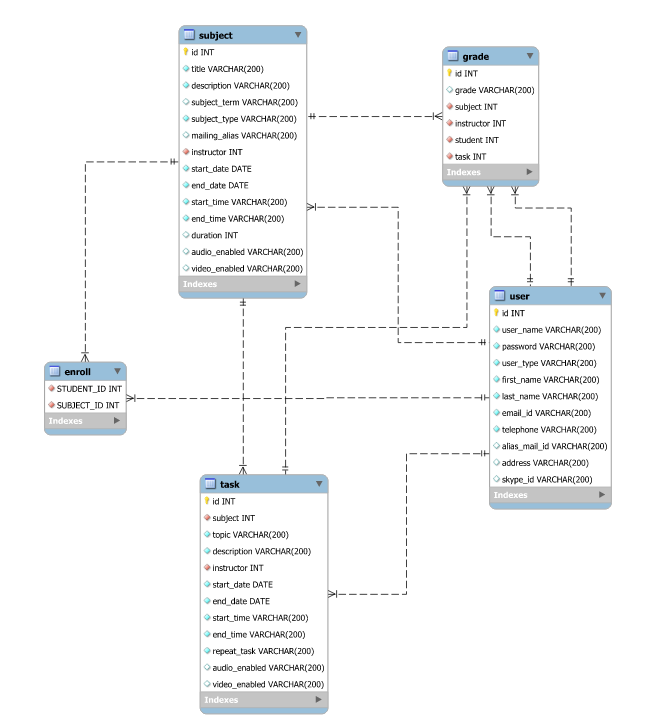 subject
id INT
title VARCHAR(200)
description VARCHAR(200)
subject_term VARCHAR(200)
subject_type VARCHAR(200)
mailing_alias VARCHAR(200)
instructor INT
start_date DATE
end_date DATE
start_time VARCHAR(200)
end_time VARCHAR(200)
duration INT
audio_enabled VARCHAR(200)
video_enabled VARCHAR(200)
Indexes
grade
id INT
grade VARCHAR(200)
subject INT
instructor INT
student INT
task INT
Indexes
user
id INT
user_name VARCHAR(200)
password VARCHAR(200)
user_type VARCHAR(200)
first_name VARCHAR(200)
last_name VARCHAR(200)
email_id VARCHAR(200)
telephone VARCHAR(200)
alias_mail_id VARCHAR(200)
address VARCHAR(200)
skype_id VARCHAR(200)
Indexes
enroll
STUDENT_ID INT
SUBJECT_ID INT
Indexes
task
id INT
subject INT
topic VARCHAR(200)
description VARCHAR(200)
instructor INT
start_date DATE
end_date DATE
start_time VARCHAR(200)
end_time VARCHAR(200)
repeat_task VARCHAR(200)
audio_enabled VARCHAR(200)
video_enabled VARCHAR(200)
Indexes